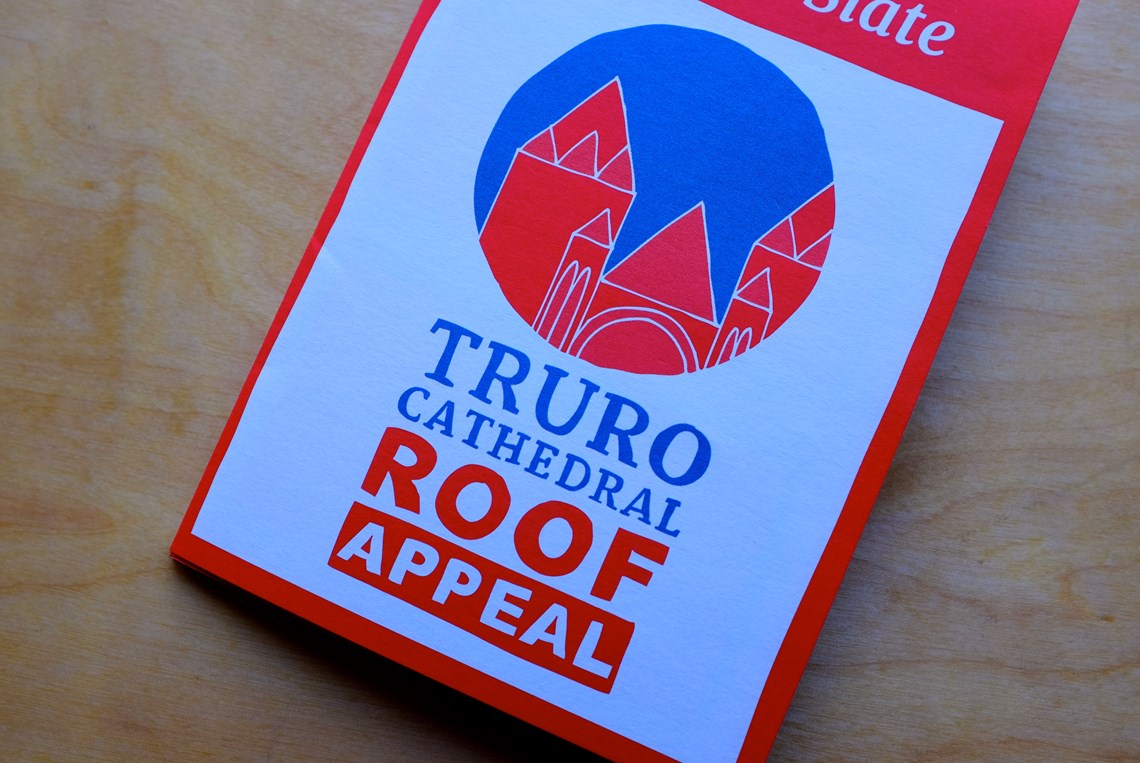 Slate
TRURO
CATHEDRAL
ROOF
APPEAL